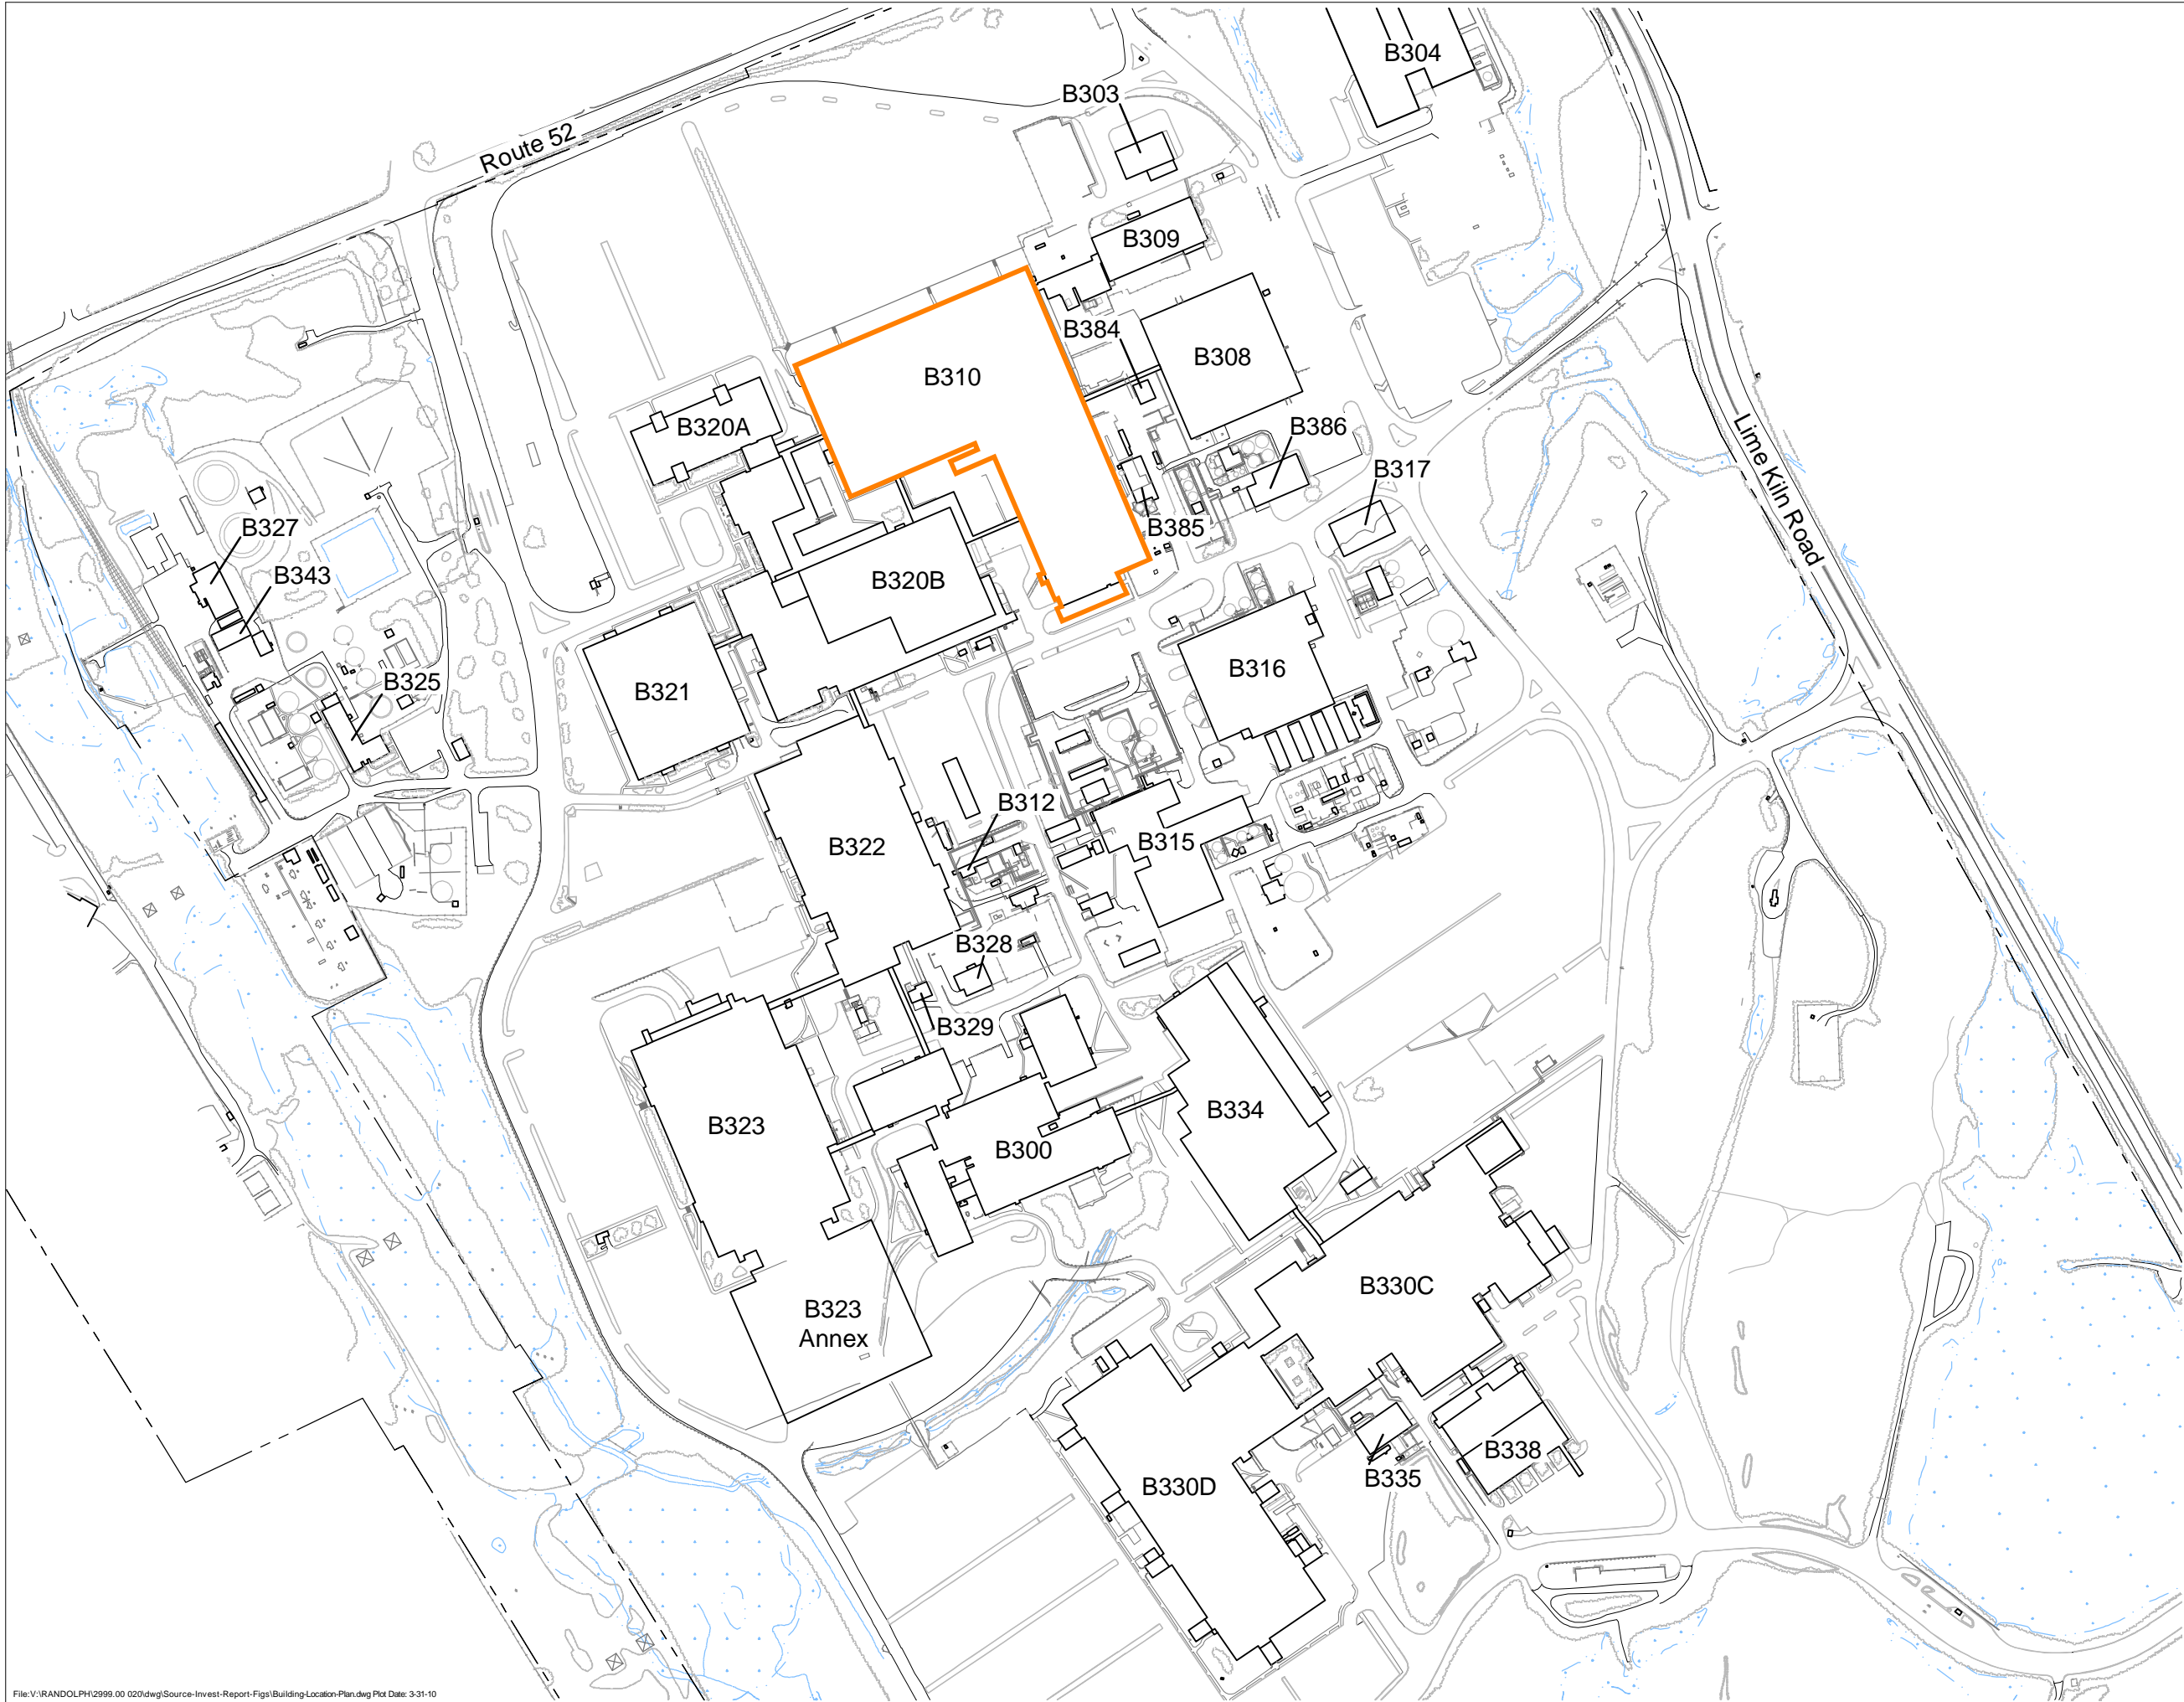 B304
B303
Route 52
B309
B384
B308
B310
B320A
B386
B317
Lime Kiln Road
B327
B385
B343
B320B
B316
B325
B321
B312
B322
B315
B328
B329
B334
B323
B300
B330C
B323
Annex
B338
B335
B330D
File:V:\RANDOLPH\2999.00 020\dwg\Source-Invest-Report-Figs\Building-Location-Plan.dwg Plot Date: 3-31-10